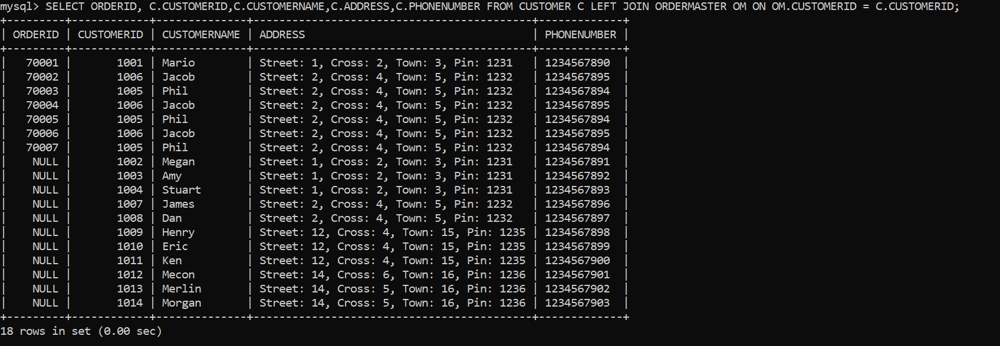 mysql> SELECT ORDERID, C.CUSTOMERID,C.CUSTOMERNAME,C.ADDRESS,C.PHONENUMBER FROM CUSTOMER C LEFT JOIN ORDERMASTER OM ON OM.CUSTOMERID = C.CUSTOMERID;
+---------+------------+--------------+-------------------------------------------+-------------+
| ORDERID | CUSTOMERID | CUSTOMERNAME | ADDRESS                                   | PHONENUMBER |
+---------+------------+--------------+-------------------------------------------+-------------+
|   70001 |       1001 | Mario        | Street: 1, Cross: 2, Town: 3, Pin: 1231   | 1234567890  |
|   70002 |       1006 | Jacob        | Street: 2, Cross: 4, Town: 5, Pin: 1232   | 1234567895  |
|   70003 |       1005 | Phil         | Street: 2, Cross: 4, Town: 5, Pin: 1232   | 1234567894  |
|   70004 |       1006 | Jacob        | Street: 2, Cross: 4, Town: 5, Pin: 1232   | 1234567895  |
|   70005 |       1005 | Phil         | Street: 2, Cross: 4, Town: 5, Pin: 1232   | 1234567894  |
|   70006 |       1006 | Jacob        | Street: 2, Cross: 4, Town: 5, Pin: 1232   | 1234567895  |
|   70007 |       1005 | Phil         | Street: 2, Cross: 4, Town: 5, Pin: 1232   | 1234567894  |
|    NULL |       1002 | Megan        | Street: 1, Cross: 2, Town: 3, Pin: 1231   | 1234567891  |
|    NULL |       1003 | Amy          | Street: 1, Cross: 2, Town: 3, Pin: 1231   | 1234567892  |
|    NULL |       1004 | Stuart       | Street: 1, Cross: 2, Town: 3, Pin: 1231   | 1234567893  |
|    NULL |       1007 | James        | Street: 2, Cross: 4, Town: 5, Pin: 1232   | 1234567896  |
|    NULL |       1008 | Dan          | Street: 2, Cross: 4, Town: 5, Pin: 1232   | 1234567897  |
|    NULL |       1009 | Henry        | Street: 12, Cross: 4, Town: 15, Pin: 1235 | 1234567898  |
|    NULL |       1010 | Eric         | Street: 12, Cross: 4, Town: 15, Pin: 1235 | 1234567899  |
|    NULL |       1011 | Ken          | Street: 12, Cross: 4, Town: 15, Pin: 1235 | 1234567900  |
|    NULL |       1012 | Mecon        | Street: 14, Cross: 6, Town: 16, Pin: 1236 | 1234567901  |
|    NULL |       1013 | Merlin       | Street: 14, Cross: 5, Town: 16, Pin: 1236 | 1234567902  |
|    NULL |       1014 | Morgan       | Street: 14, Cross: 5, Town: 16, Pin: 1236 | 1234567903  |
+---------+------------+--------------+-------------------------------------------+-------------+
18 rows in set (0.00 sec)